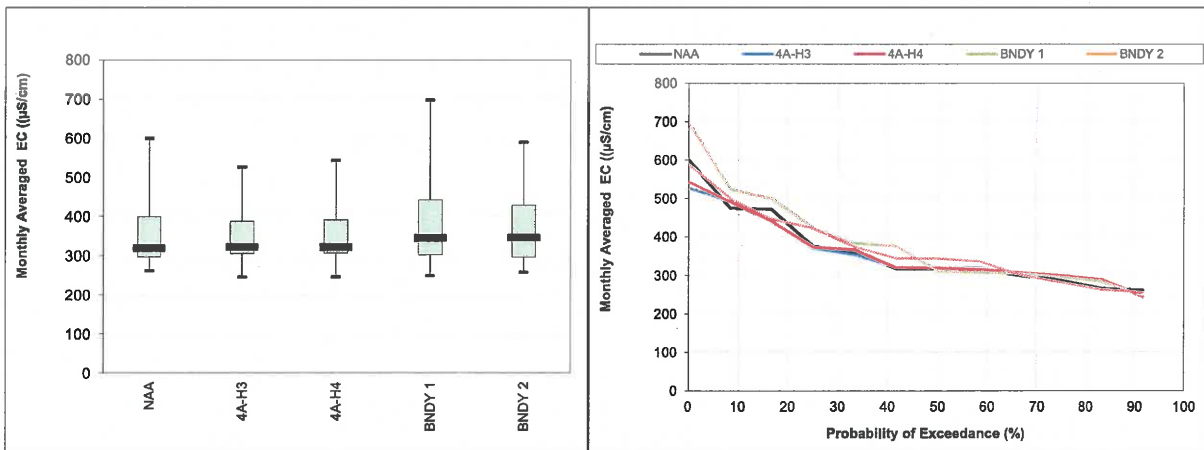 Monthly Averaged EC ((µS/cm)
800
700
600
500
400
300
200
100
0
NAA
4A-H3
4A-H4
BNDY 1
BNDY 2
NAA 4A-H3 4A-H4 BNDY 1 BNDY 2
Monthly Averaged EC ((µS/cm)
800
700
600
500
400
300
200
100
0
0 10 20 30 40 50 60 70 80 90 100
Probability of Exceedance (%)